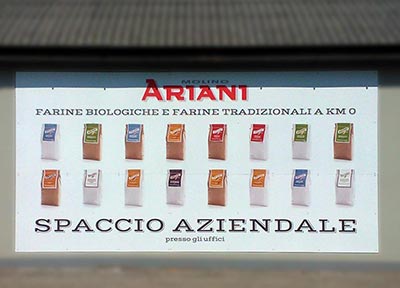 MOLINO
ARIANI
FARINE BIOLOGICHE E FARINE TRADIZIONALI A KM 0
SPACCIO AZIENDALE
presso gli uffici